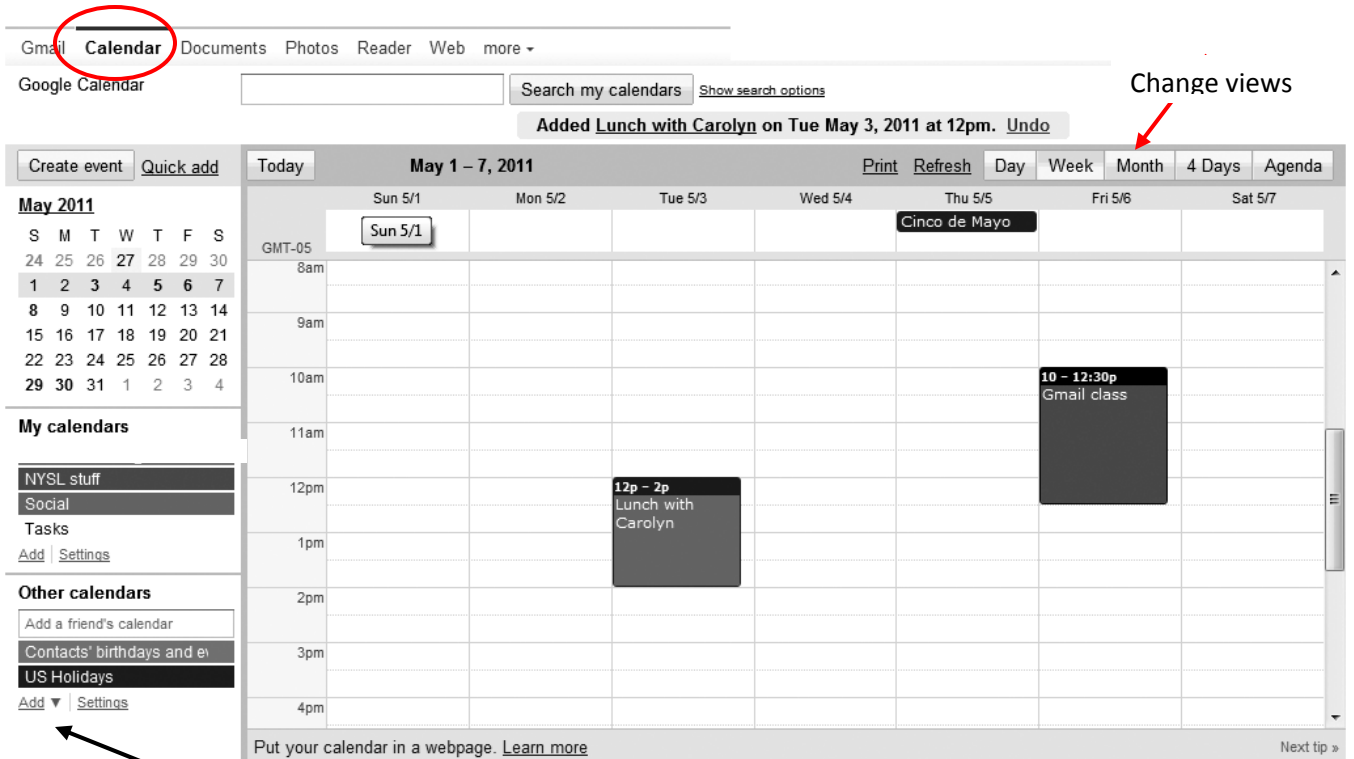 Gmail Calendar Documents Photos Reader Web more
Change views
Google Calendar
Search my calendars Show search options
Added Lunch with Carolyn on Tue May 3, 2011 at 12pm. Undo
Create event Quick add
Today May 1 – 7, 2011 Print Refresh Day Week Month 4 Days Agenda
May 2011
S M T W T F S
24 25 26 27 28 29 30
1 2 3 4 5 6 7
8 9 10 11 12 13 14
15 16 17 18 19 20 21
22 23 24 25 26 27 28
29 30 31 1 2 3 4
My calendars
NYSL stuff
Social
Tasks
Add Settings
Other calendars
Add a friend's calendar
Contacts' birthdays and ev
US Holidays
Add ▼ Settings
Sun 5/1 Mon 5/2 Tue 5/3 Wed 5/4 Thu 5/5 Fri 5/6 Sat 5/7
Sun 5/1
Cinco de Mayo
GMT-05
8am
9am
10am
10 – 12:30p
Gmail class
11am
12pm
12p – 2p
Lunch with
Carolyn
1pm
2pm
3pm
4pm
Put your calendar in a webpage. Learn more Next tip »